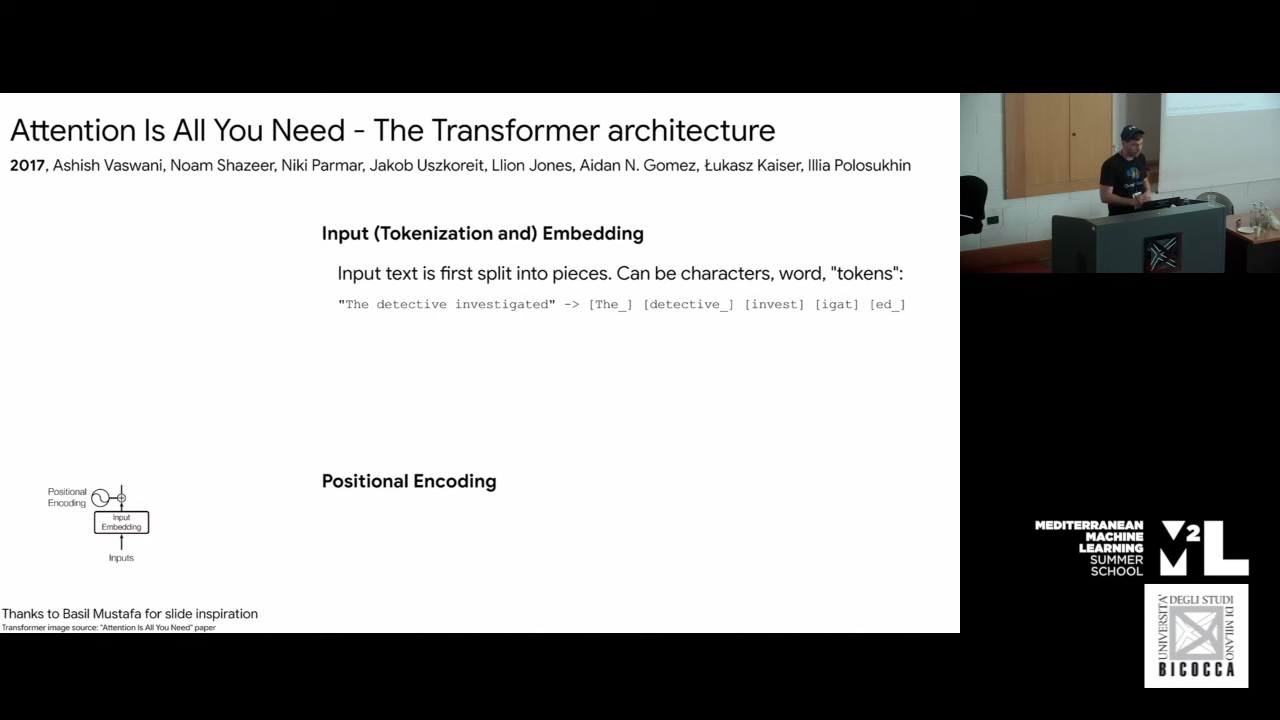 Attention Is All You Need - The Transformer architecture
2017, Ashish Vaswani, Noam Shazeer, Niki Parmar, Jakob Uszkoreit, Llion Jones, Aidan N. Gomez, Łukasz Kaiser, Illia Polosukhin
Input (Tokenization and) Embedding
Input text is first split into pieces. Can be characters, word, "tokens":
"The detective investigated" -> [The_] [detective_] [invest] [igat] [ed_]
Positional Encoding
Positional
Encoding
Input
Embedding
Inputs
Thanks to Basil Mustafa for slide inspiration
Transformer image source: "Attention Is All You Need" paper
MEDITERRANEAN
MACHINE
LEARNING
SUMMER
SCHOOL
M2L
UNIVERSITA'
DEGLI STUDI
DI MILANO
BICOCCA